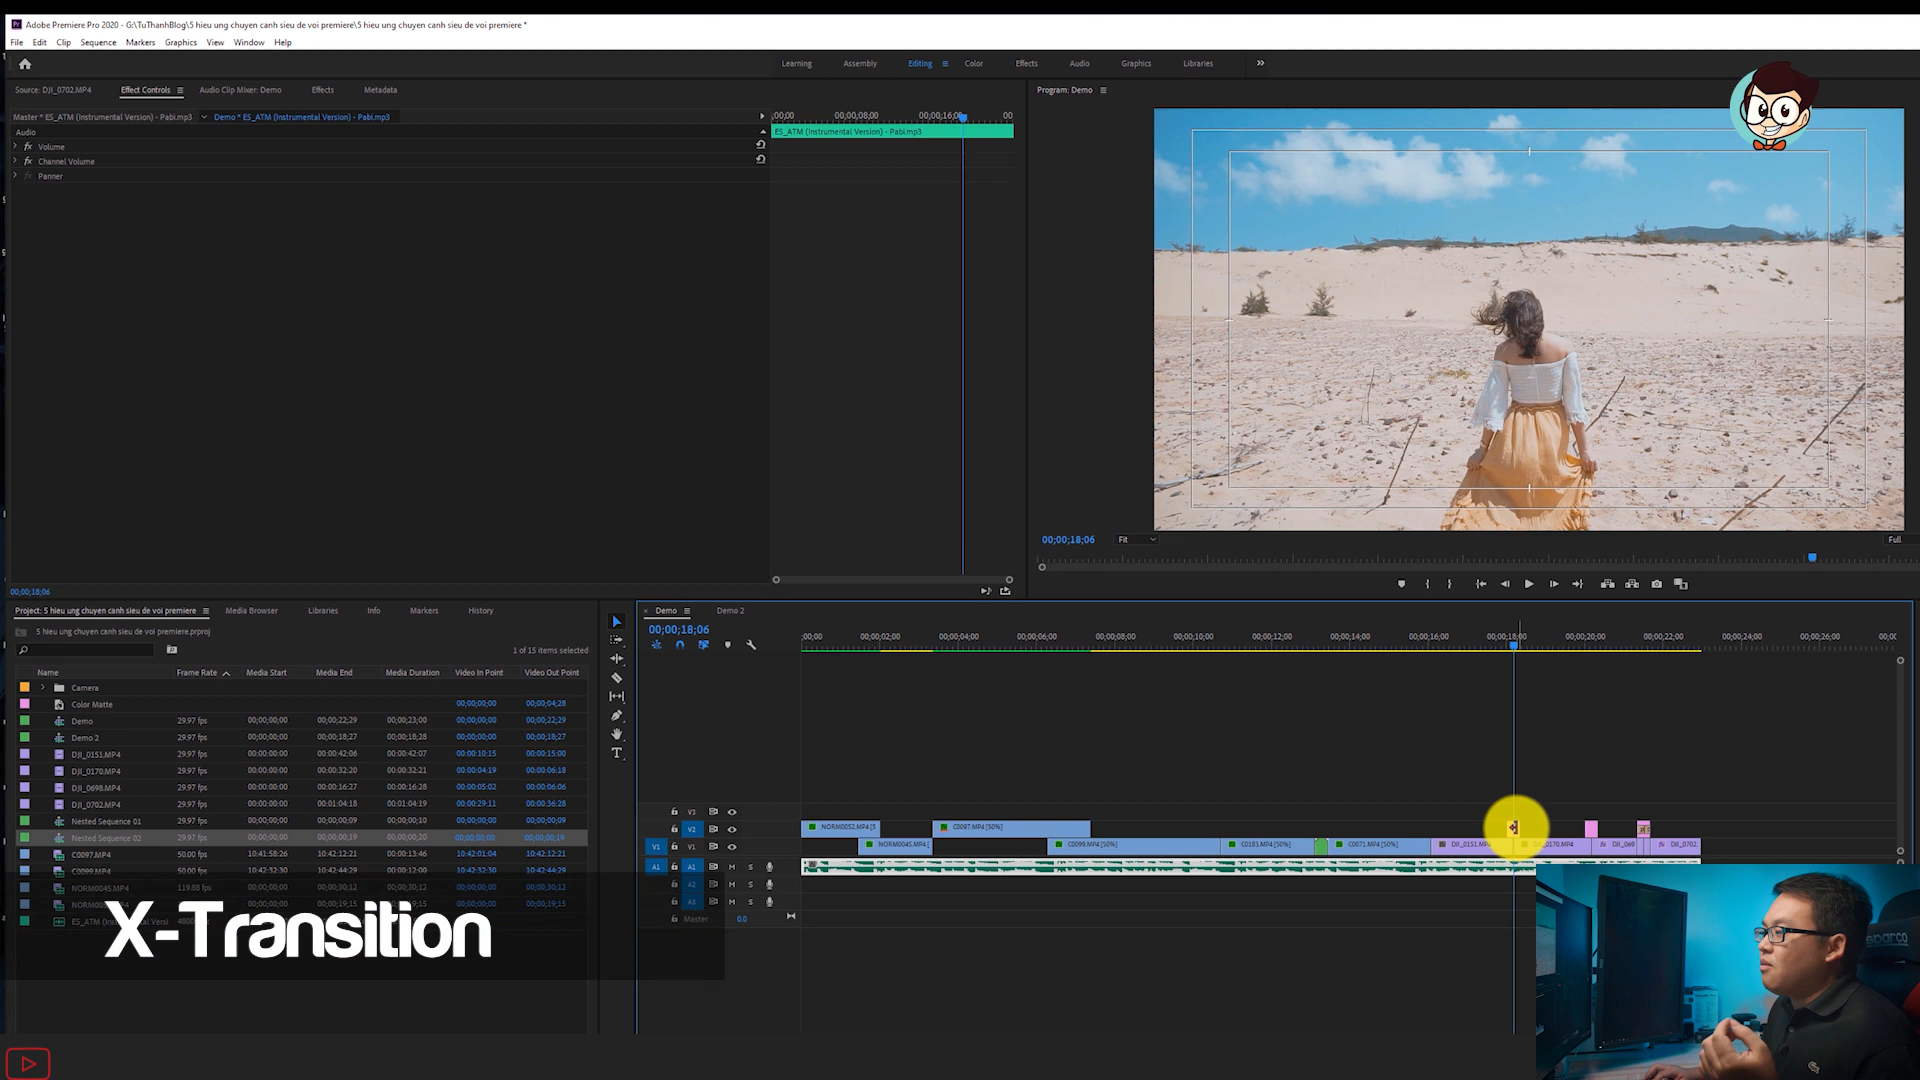 Adobe Premiere Pro 2020 - G:\TuThanhBlog\5 hieu ung chuyen canh sieu de voi premiere\5 hieu ung chuyen canh sieu de voi premiere *
File Edit Clip Sequence Markers Graphics View Window Help
Learning Assembly Editing Color Effects Audio Graphics Libraries
Source: DJI_0702.MP4 Effect Controls Audio Clip Mixer: Demo Effects Metadata
Program: Demo
Master * ES_ATM (Instrumental Version) - Pabi.mp3 Demo * ES_ATM (Instrumental Version) - Pabi.mp3
;00;00 00;00;08;00 00;00;16;00 00
Audio
ES_ATM (Instrumental Version) - Pabi.mp3
fx Volume
fx Channel Volume
fx Panner
00;00;18;06 Fit Full
00;00;18;06
Project: 5 hieu ung chuyen canh sieu de voi premiere Media Browser Libraries Info Markers History
5 hieu ung chuyen canh sieu de voi premiere.prproj
1 of 15 items selected
Name Frame Rate Media Start Media End Media Duration Video In Point Video Out Point
Camera
Color Matte 00;00;00;00 00;00;04;28
Demo 29.97 fps 00;00;00;00 00;00;22;29 00;00;23;00 00;00;00;00 00;00;22;29
Demo 2 29.97 fps 00;00;00;00 00;00;18;27 00;00;18;28 00;00;00;00 00;00;18;27
DJI_0151.MP4 29.97 fps 00:00:00:00 00:00:42:06 00:00:42:07 00:00:10:15 00:00:15:00
DJI_0170.MP4 29.97 fps 00:00:00:00 00:00:32:20 00:00:32:21 00:00:04:19 00:00:06:18
DJI_0698.MP4 29.97 fps 00:00:00:00 00:00:16:27 00:00:16:28 00:00:05:02 00:00:06:06
DJI_0702.MP4 29.97 fps 00:00:00:00 00:01:04:18 00:01:04:19 00:00:29:11 00:00:36:28
Nested Sequence 01 29.97 fps 00;00;00;00 00;00;00;09 00;00;00;10 00;00;00;00 00;00;00;09
Nested Sequence 02 29.97 fps 00;00;00;00 00;00;00;19 00;00;00;20 00;00;00;00 00;00;00;19
C0097.MP4 50.00 fps 10:41:58:26 10:42:12:21 00:00:13:46 10:42:01:04 10:42:12:21
C0099.MP4 50.00 fps 10:42:32:30 10:42:44:29 00:00:12:00 10:42:32:30 10:42:44:29
NORM0045.MP4 119.88 fps 00;00;00;00 00;00;30;12 00;00;30;13 00;00;00;00 00;00;30;12
ES_ATM (Instrumental Versi
X-Transition
Demo Demo 2
00;00;18;06
;00;00 00;00;02;00 00;00;04;00 00;00;06;00 00;00;08;00 00;00;10;00 00;00;12;00 00;00;14;00 00;00;16;00 00;00;18;00 00;00;20;00 00;00;22;00 00;00;24;00 00;00;26;00 00;00
V3
V2 NORM0052.MP4 [5 C0097.MP4 [50%]
V1 V1 NORM0045.MP4 [ C0099.MP4 [50%] C0103.MP4 [50%] C0071.MP4 [50%] DJI_0151.MP4 DJI_0170.MP4 DJI_069 DJI_0702.
A1 A1 M S
A2 M S
A3 M S
Master 0.0